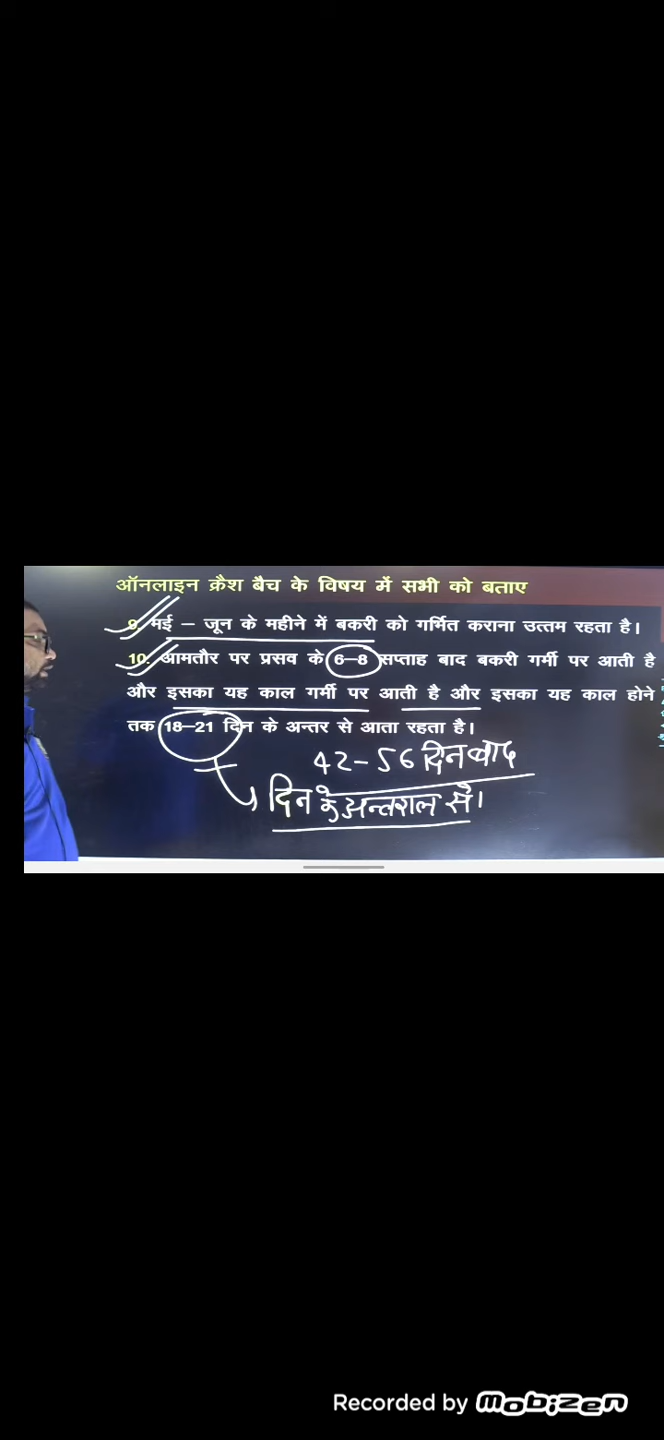 ऑनलाइन क्रैश बैच के विषय में सभी को बताए
9. मई – जून के महीने में बकरी को गर्मित कराना उत्तम रहता है।
10. आमतौर पर प्रसव के 6–8 सप्ताह बाद बकरी गर्मी पर आती है
और इसका यह काल गर्मी पर आती है और इसका यह काल होने
तक 18–21 दिन के अन्तर से आता रहता है।
42-56 दिन बाद
दिन के अन्तराल से।
Recorded by mobizen